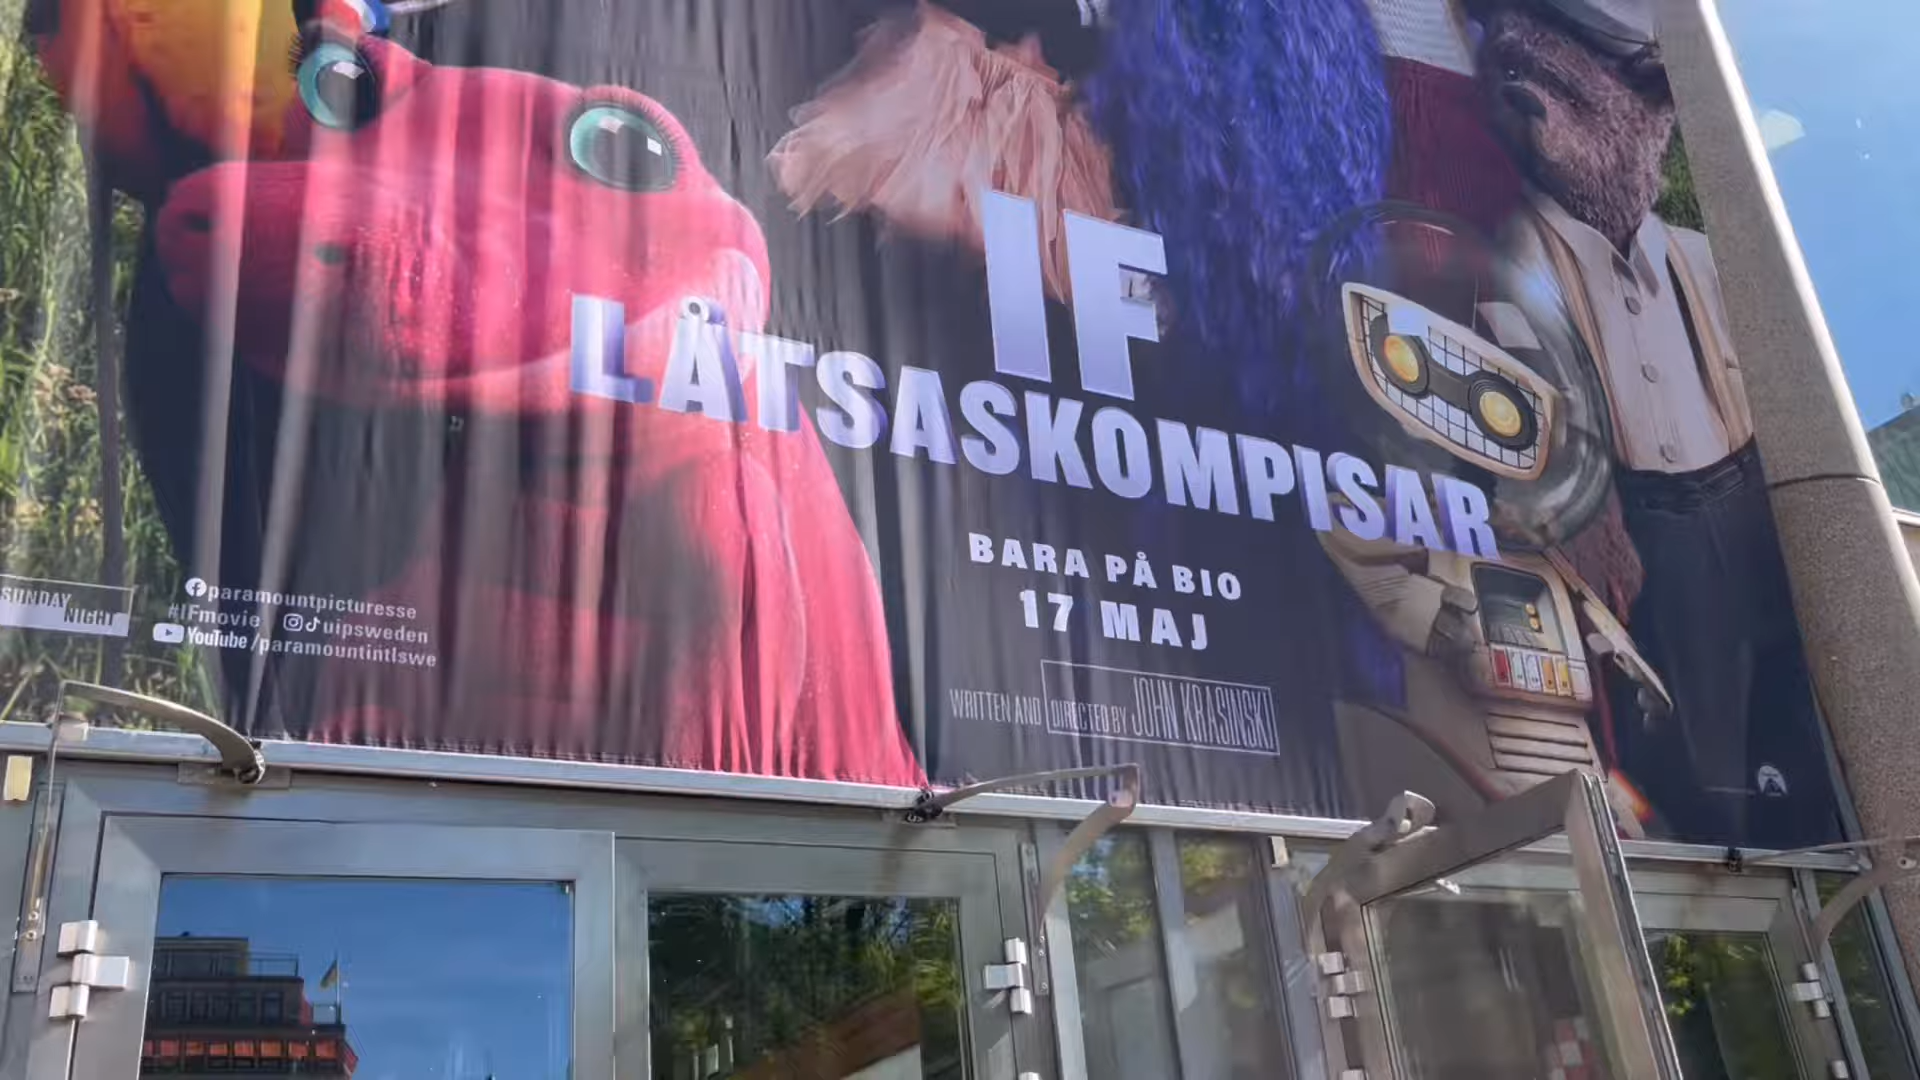 IF
LÅTSASKOMPISAR
BARA PÅ BIO
17 MAJ
WRITTEN AND DIRECTED BY JOHN KRASINSKI
SUNDAY
NIGHT
paramountpicturesse
#IFmovie uipsweden
YouTube/paramountintlswe